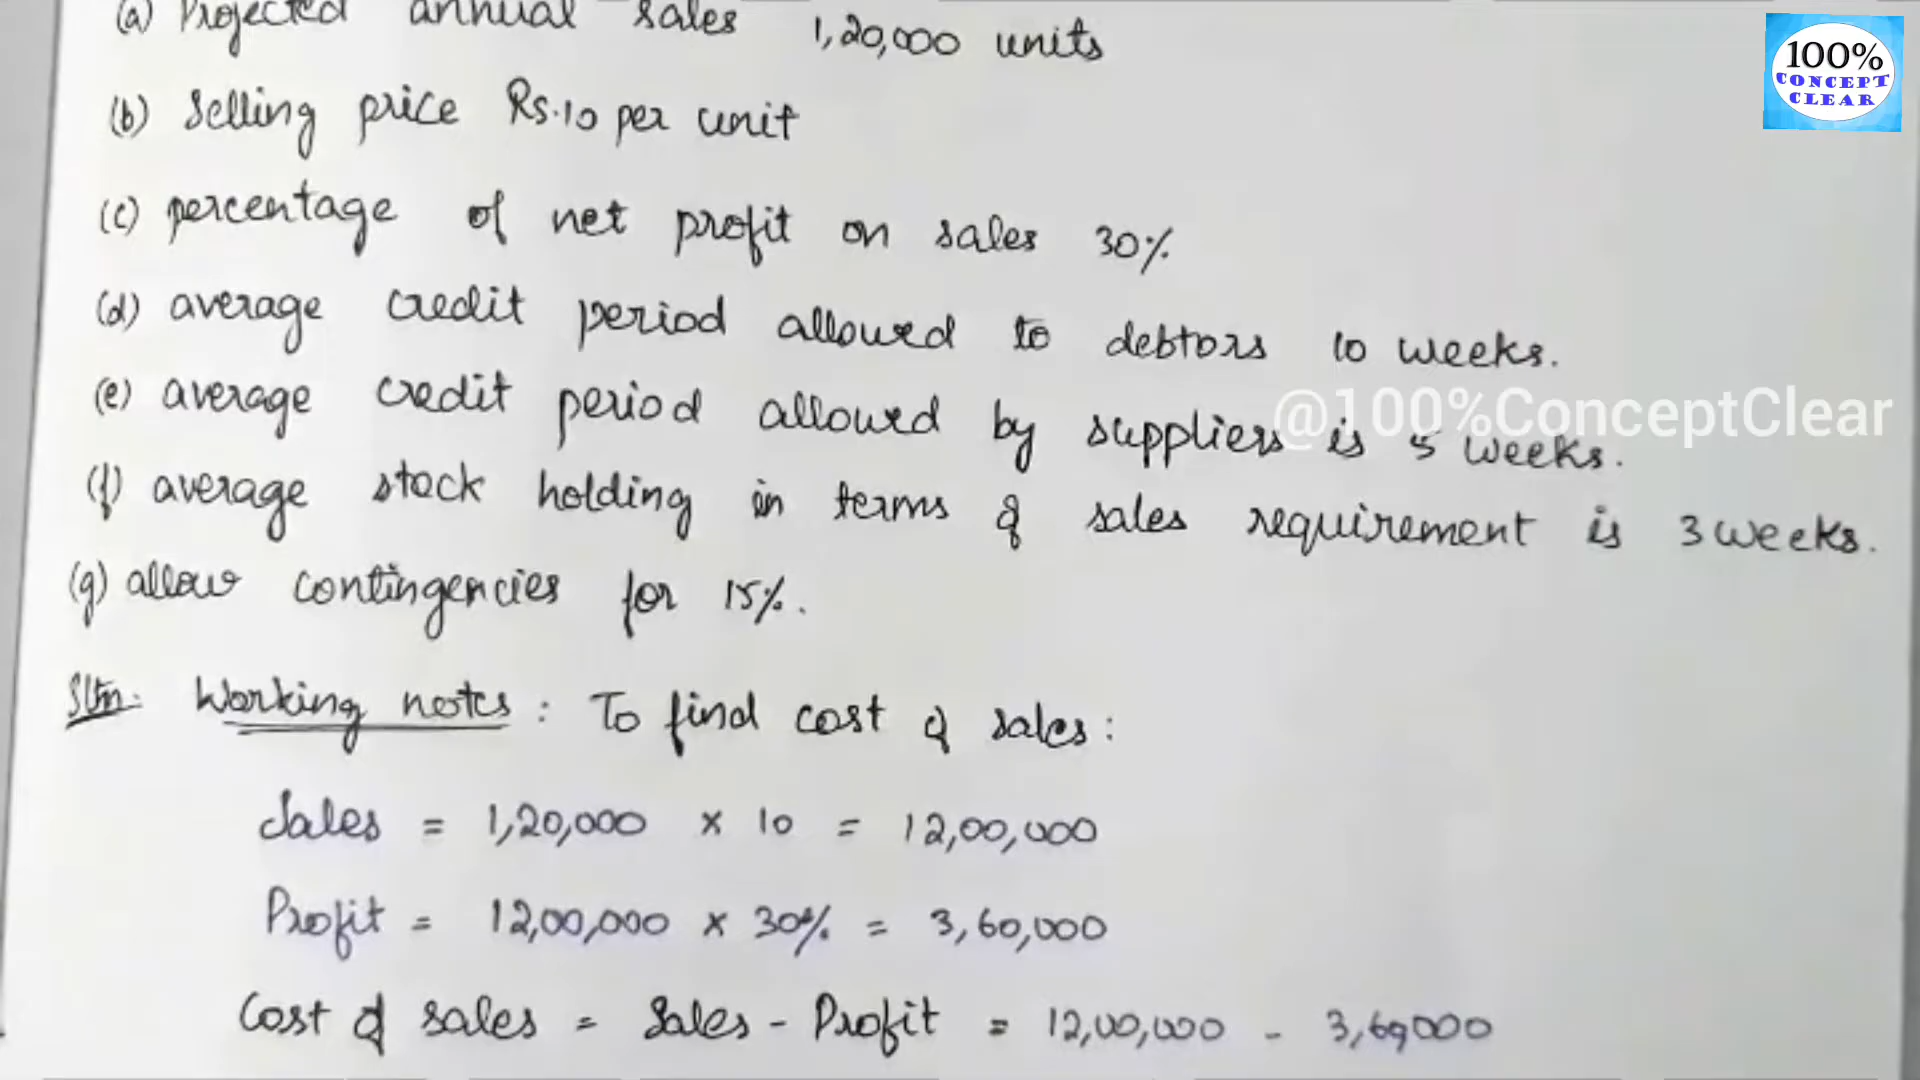 (a) Projected annual sales 1,20,000 units
100%
CONCEPT
CLEAR
(b) Selling price Rs.10 per unit
(c) percentage of net profit on sales 30%
(d) average credit period allowed to debtors 10 weeks.
@100%ConceptClear
(e) average credit period allowed by suppliers is 5 weeks.
(f) average stock holding in terms of sales requirement is 3 weeks.
(g) allow contingencies for 15%.
Sltn: Working notes: To find cost of sales:
Sales = 1,20,000 × 10 = 12,00,000
Profit = 12,00,000 × 30% = 3,60,000
Cost of sales = Sales - Profit = 12,00,000 - 3,60,000